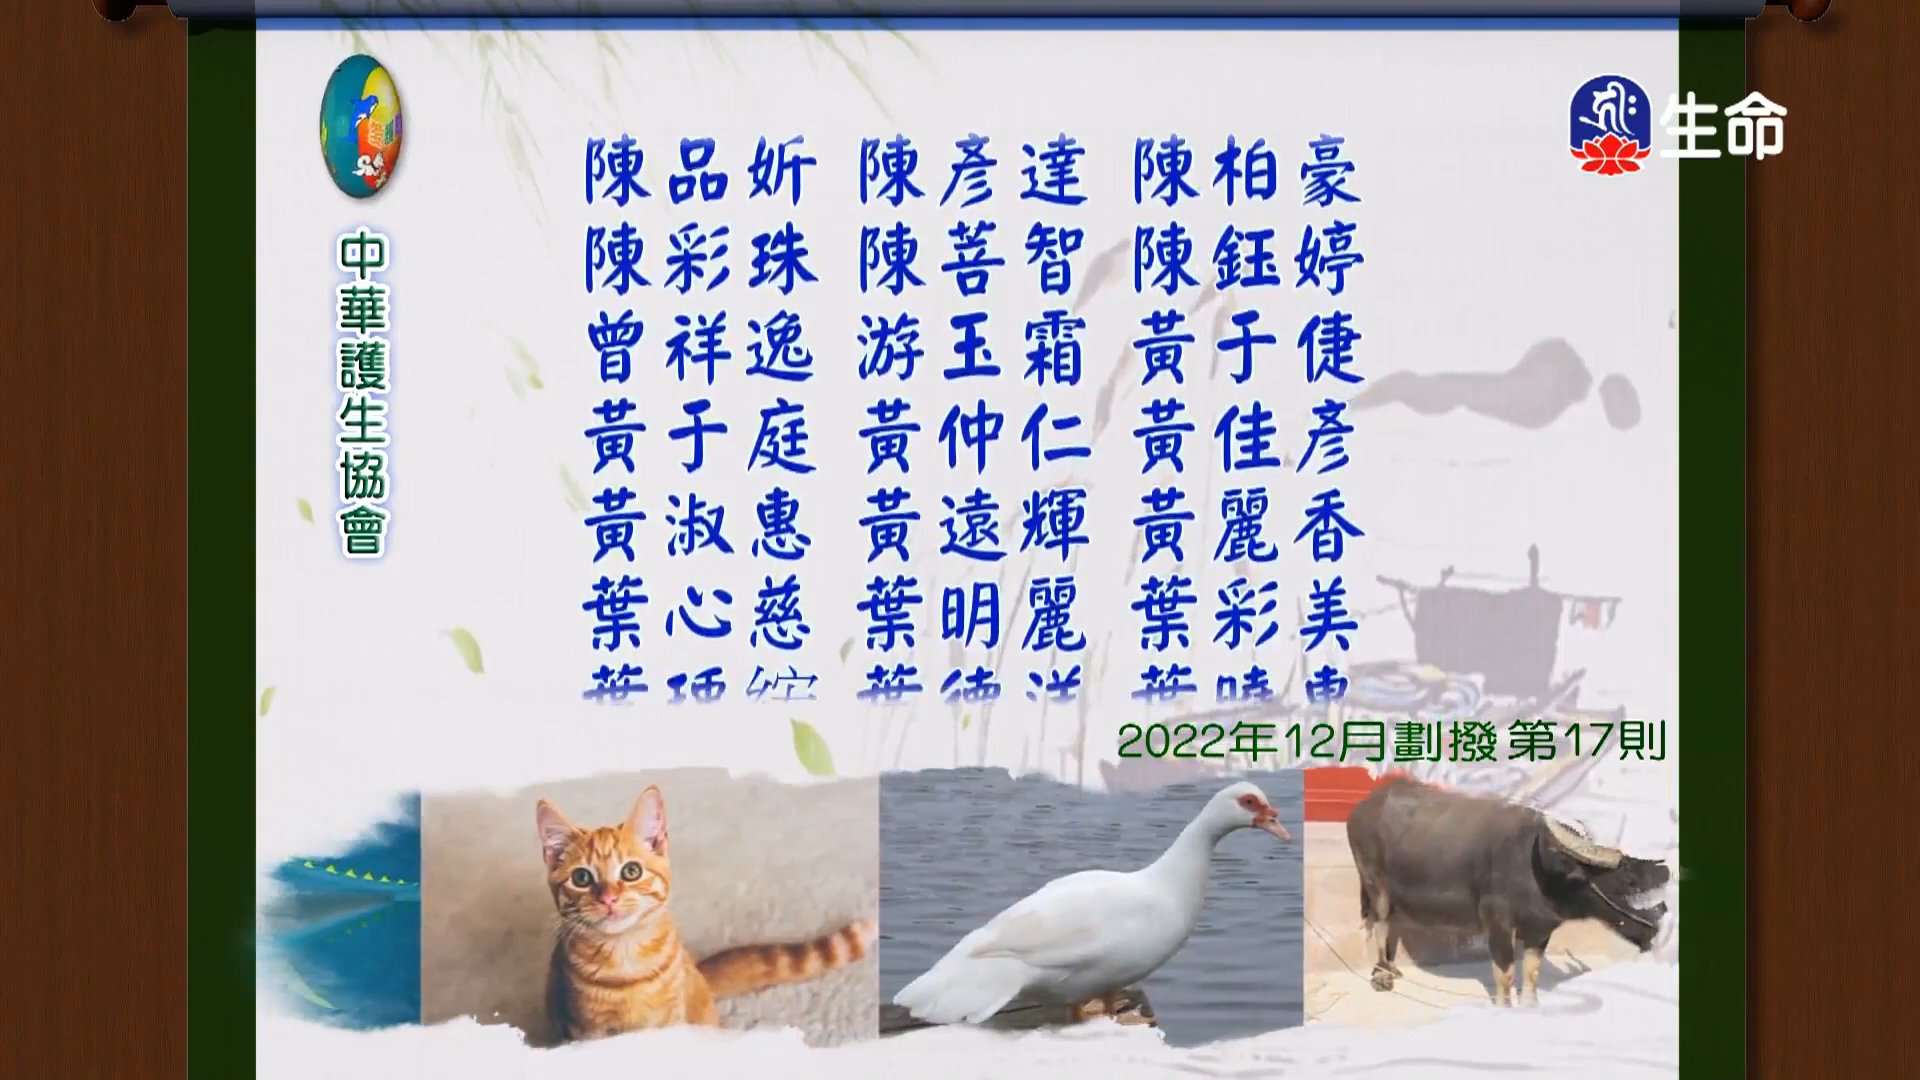 生命
中華護生協會
陳品妡 陳彥達 陳柏豪
陳彩珠 陳菩智 陳鈺婷
曾祥逸 游玉霜 黃于倢
黃于庭 黃仲仁 黃佳彥
黃淑惠 黃遠輝 黃麗香
葉心慈 葉明麗 葉彩美
2022年12月劃撥第17則